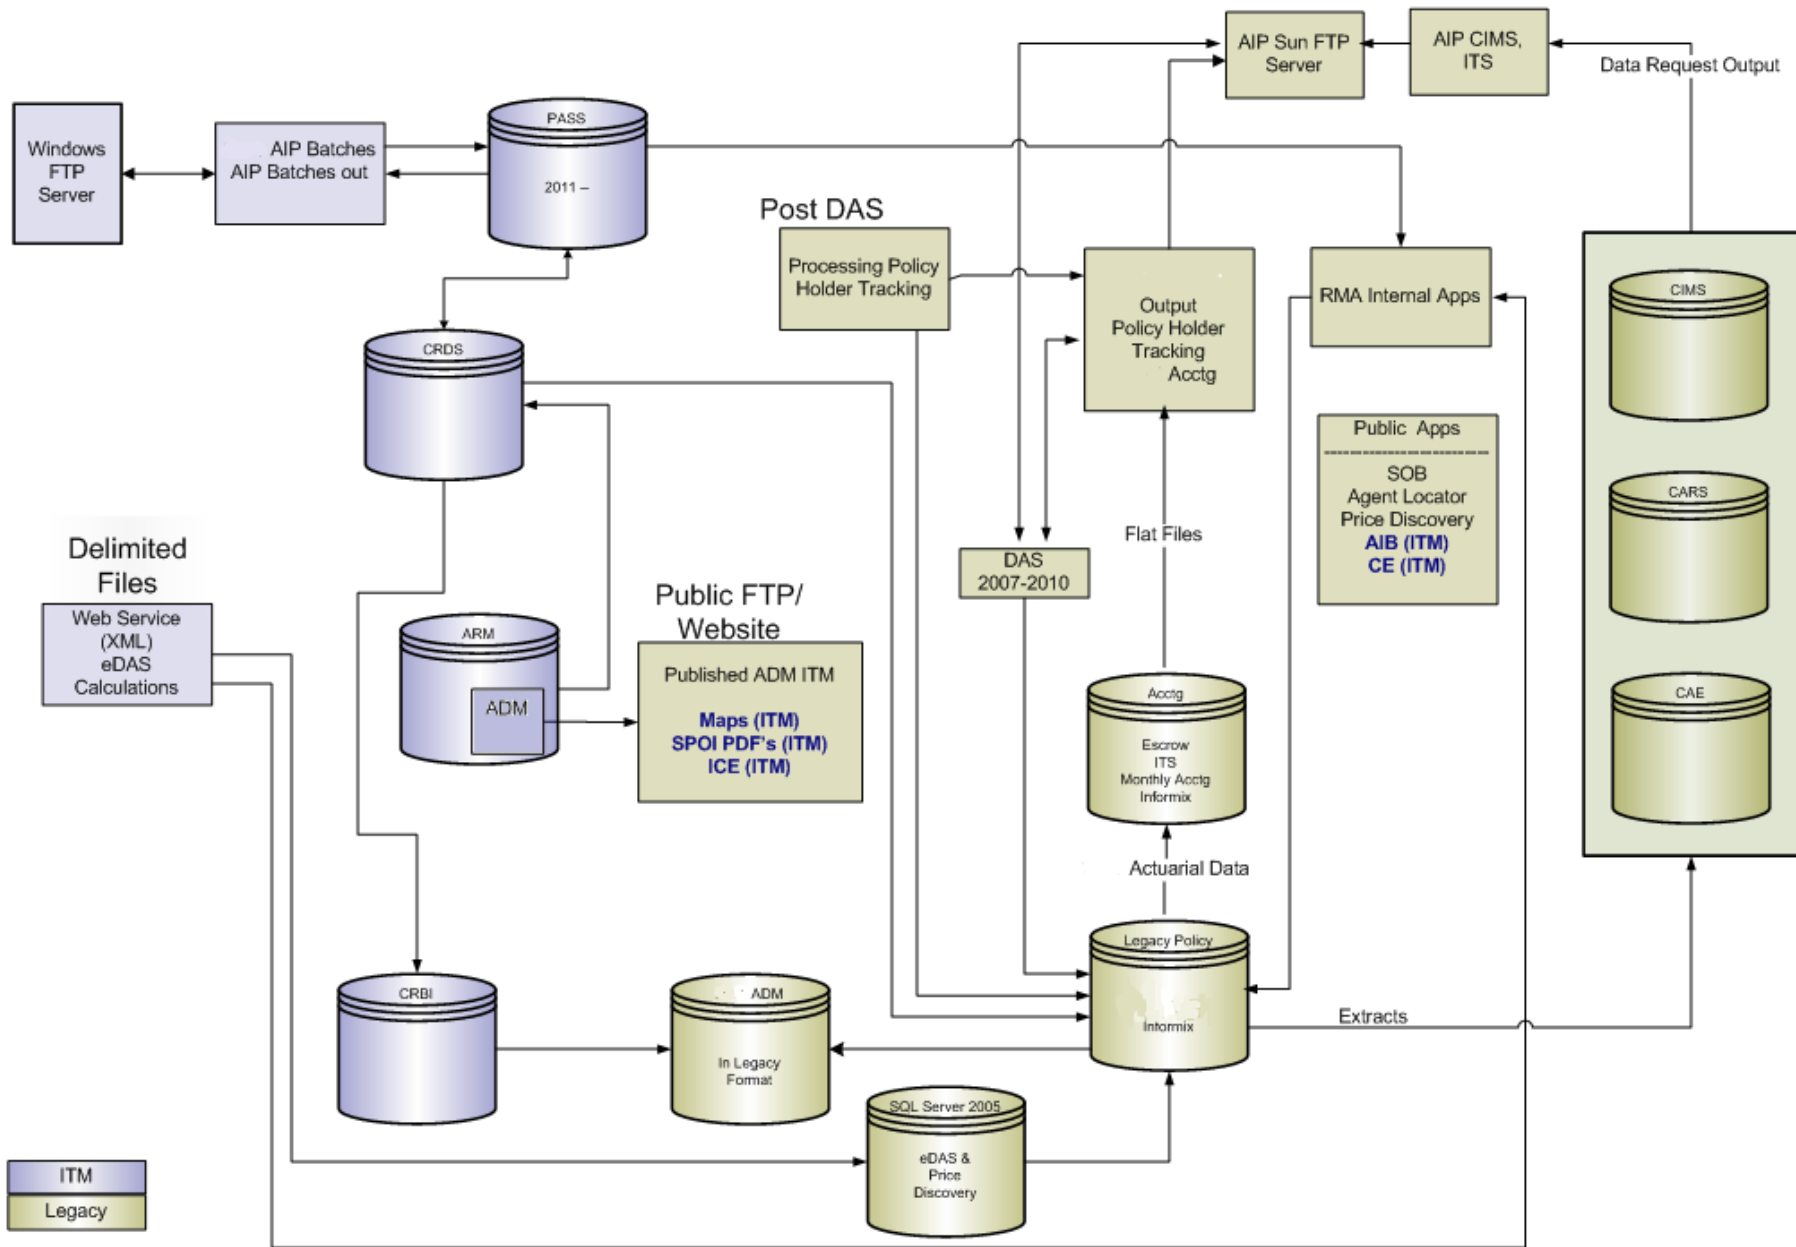 AIP Sun FTP
Server
AIP CIMS,
ITS
Data Request Output
Windows
FTP
Server
AIP Batches
AIP Batches out
PASS
2011 –
Post DAS
Processing Policy
Holder Tracking
Output
Policy Holder
Tracking
Acctg
RMA Internal Apps
CIMS
CRDS
Public Apps
----------------------------
SOB
Agent Locator
Price Discovery
AIB (ITM)
CE (ITM)
CARS
Flat Files
DAS
2007-2010
Delimited
Files
Web Service
(XML)
eDAS
Calculations
ARM
ADM
Public FTP/
Website
Published ADM ITM
Maps (ITM)
SPOI PDF's (ITM)
ICE (ITM)
Acctg
Escrow
ITS
Monthly Acctg
Informix
CAE
Actuarial Data
Legacy Policy
Informix
Extracts
CRBI
ADM
In Legacy
Format
SQL Server 2005
eDAS &
Price
Discovery
ITM
Legacy